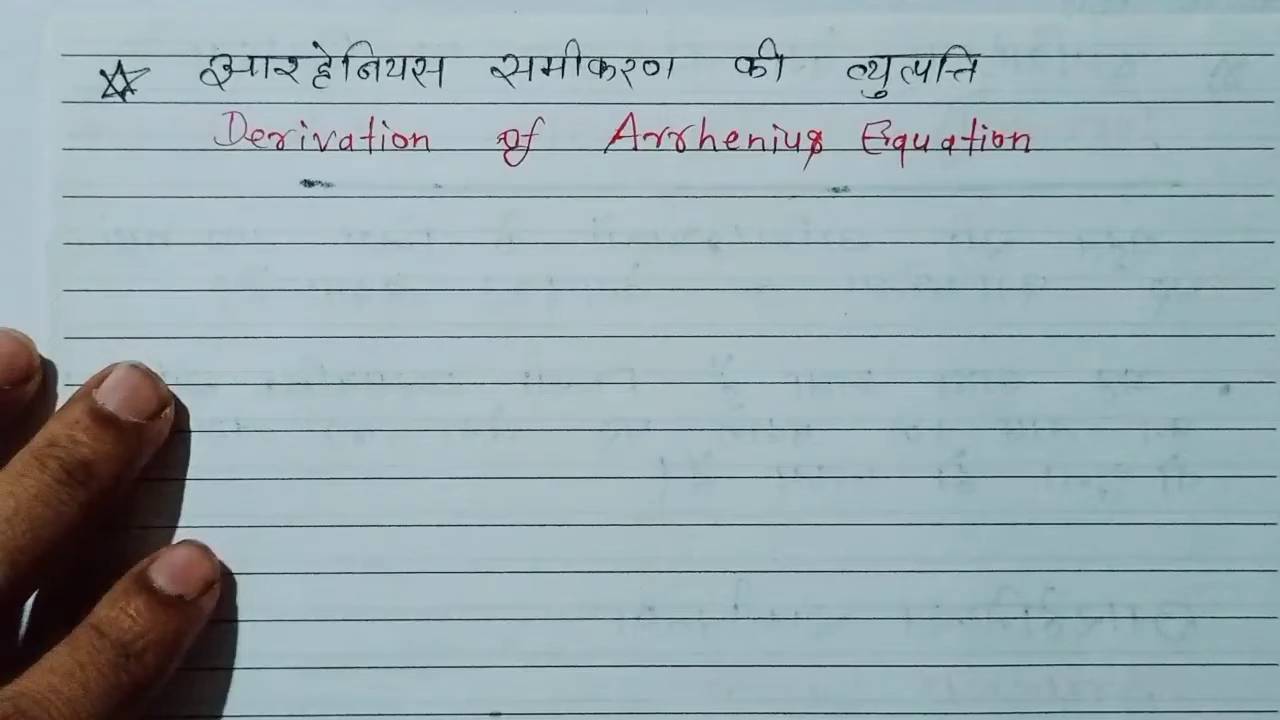 ☆ आरहेनियस समीकरण की व्युत्पत्ति
Derivation of Arrhenius Equation